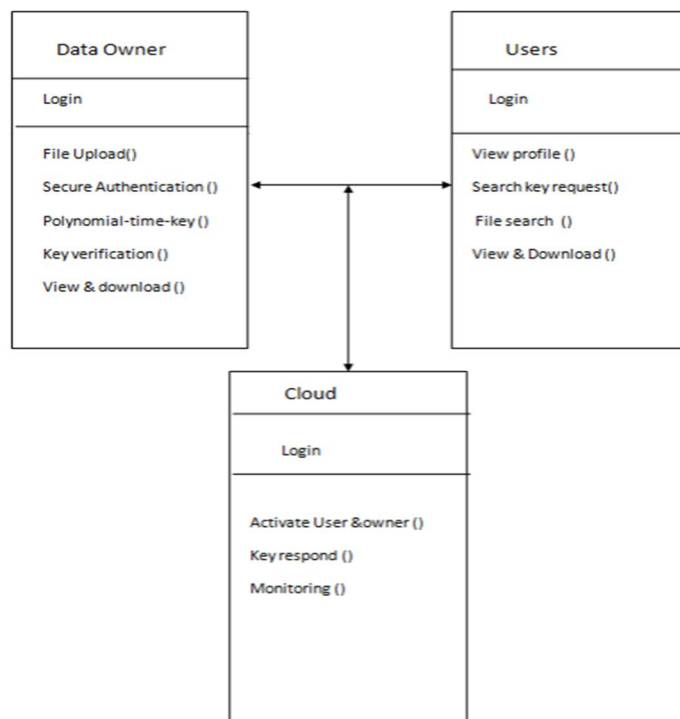 Data Owner
Login
File Upload()
Secure Authentication ()
Polynomial-time-key ()
Key verification ()
View & download ()
Users
Login
View profile ()
Search key request()
File search ()
View & Download ()
Cloud
Login
Activate User &owner ()
Key respond ()
Monitoring ()